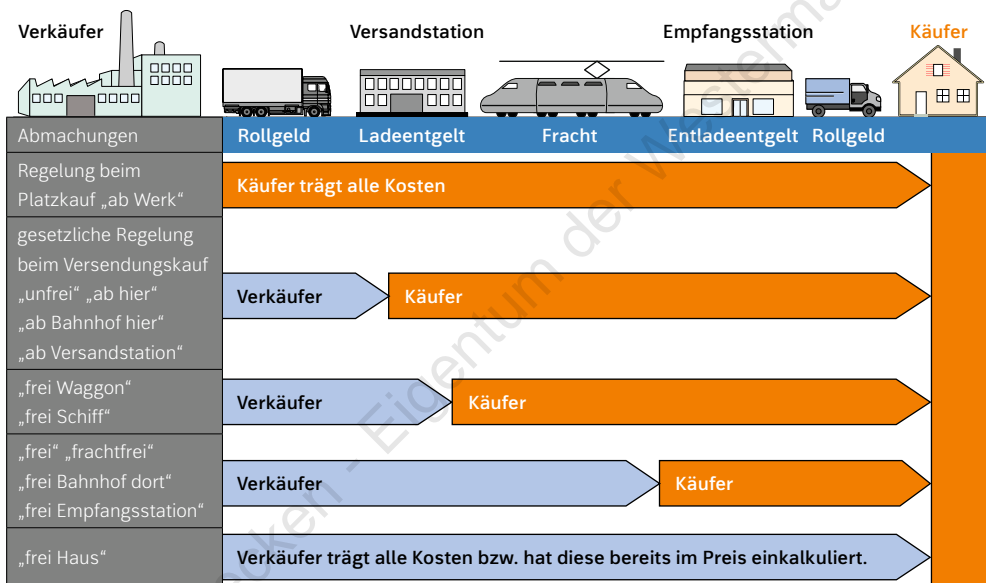 Verkäufer Versandstation Empfangsstation Käufer
Abmachungen Rollgeld Ladeentgelt Fracht Entladeentgelt Rollgeld
Regelung beim
Platzkauf „ab Werk“
Käufer trägt alle Kosten
gesetzliche Regelung
beim Versendungskauf
„unfrei“ „ab hier“
„ab Bahnhof hier“
„ab Versandstation“
Verkäufer Käufer
„frei Waggon“
„frei Schiff“
Verkäufer Käufer
„frei“ „frachtfrei“
„frei Bahnhof dort“
„frei Empfangsstation“
Verkäufer Käufer
„frei Haus“
Verkäufer trägt alle Kosten bzw. hat diese bereits im Preis einkalkuliert.
- Eigentum der